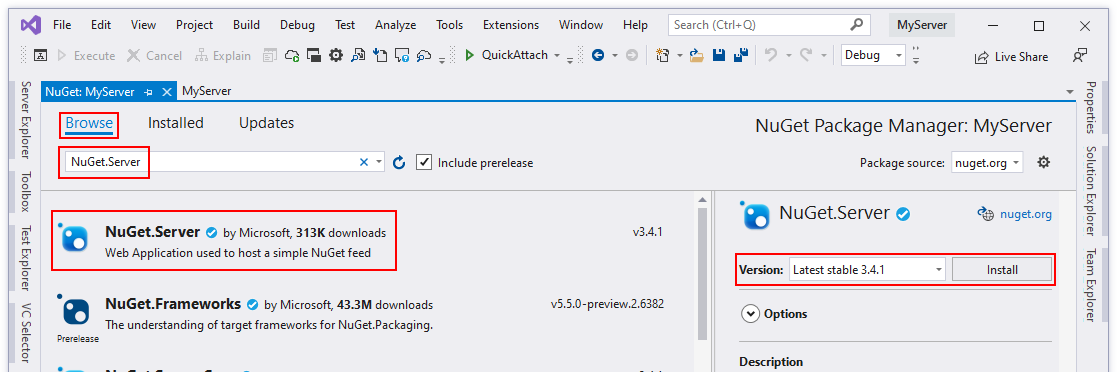 File Edit View Project Build Debug Test Analyze Tools Extensions Window Help Search (Ctrl+Q) MyServer
Execute Cancel Explain QuickAttach Debug Live Share
NuGet: MyServer MyServer
Server Explorer
Toolbox
Test Explorer
VC Selector
Browse Installed Updates
NuGet Package Manager: MyServer
NuGet.Server Include prerelease
Package source: nuget.org
NuGet.Server by Microsoft, 313K downloads v3.4.1
Web Application used to host a simple NuGet feed
NuGet.Frameworks by Microsoft, 43.3M downloads v5.5.0-preview.2.6382
The understanding of target frameworks for NuGet.Packaging.
Prerelease
NuGet.Server nuget.org
Version: Latest stable 3.4.1 Install
Options
Description
Properties
Solution Explorer
Team Explorer